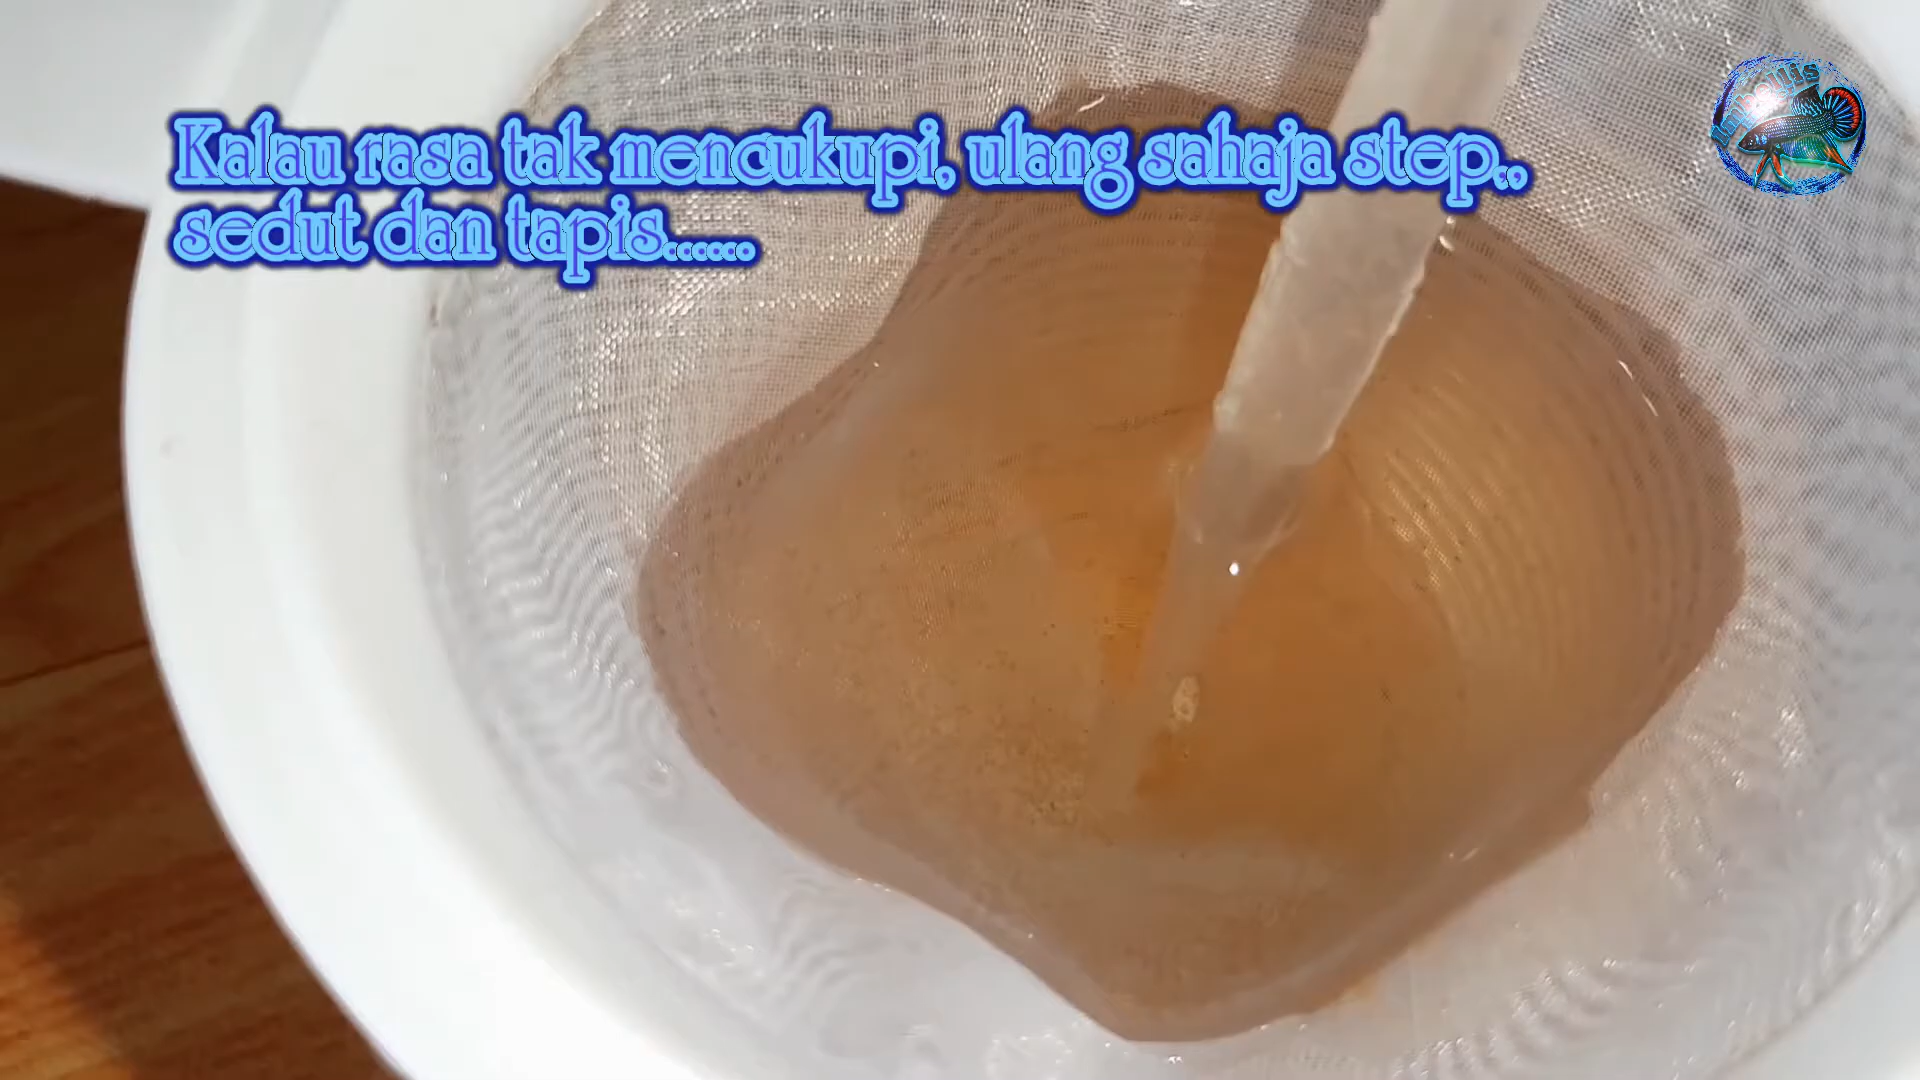 Kalau rasa tak mencukupi, ulang sahaja step..
sedut dan tapis......